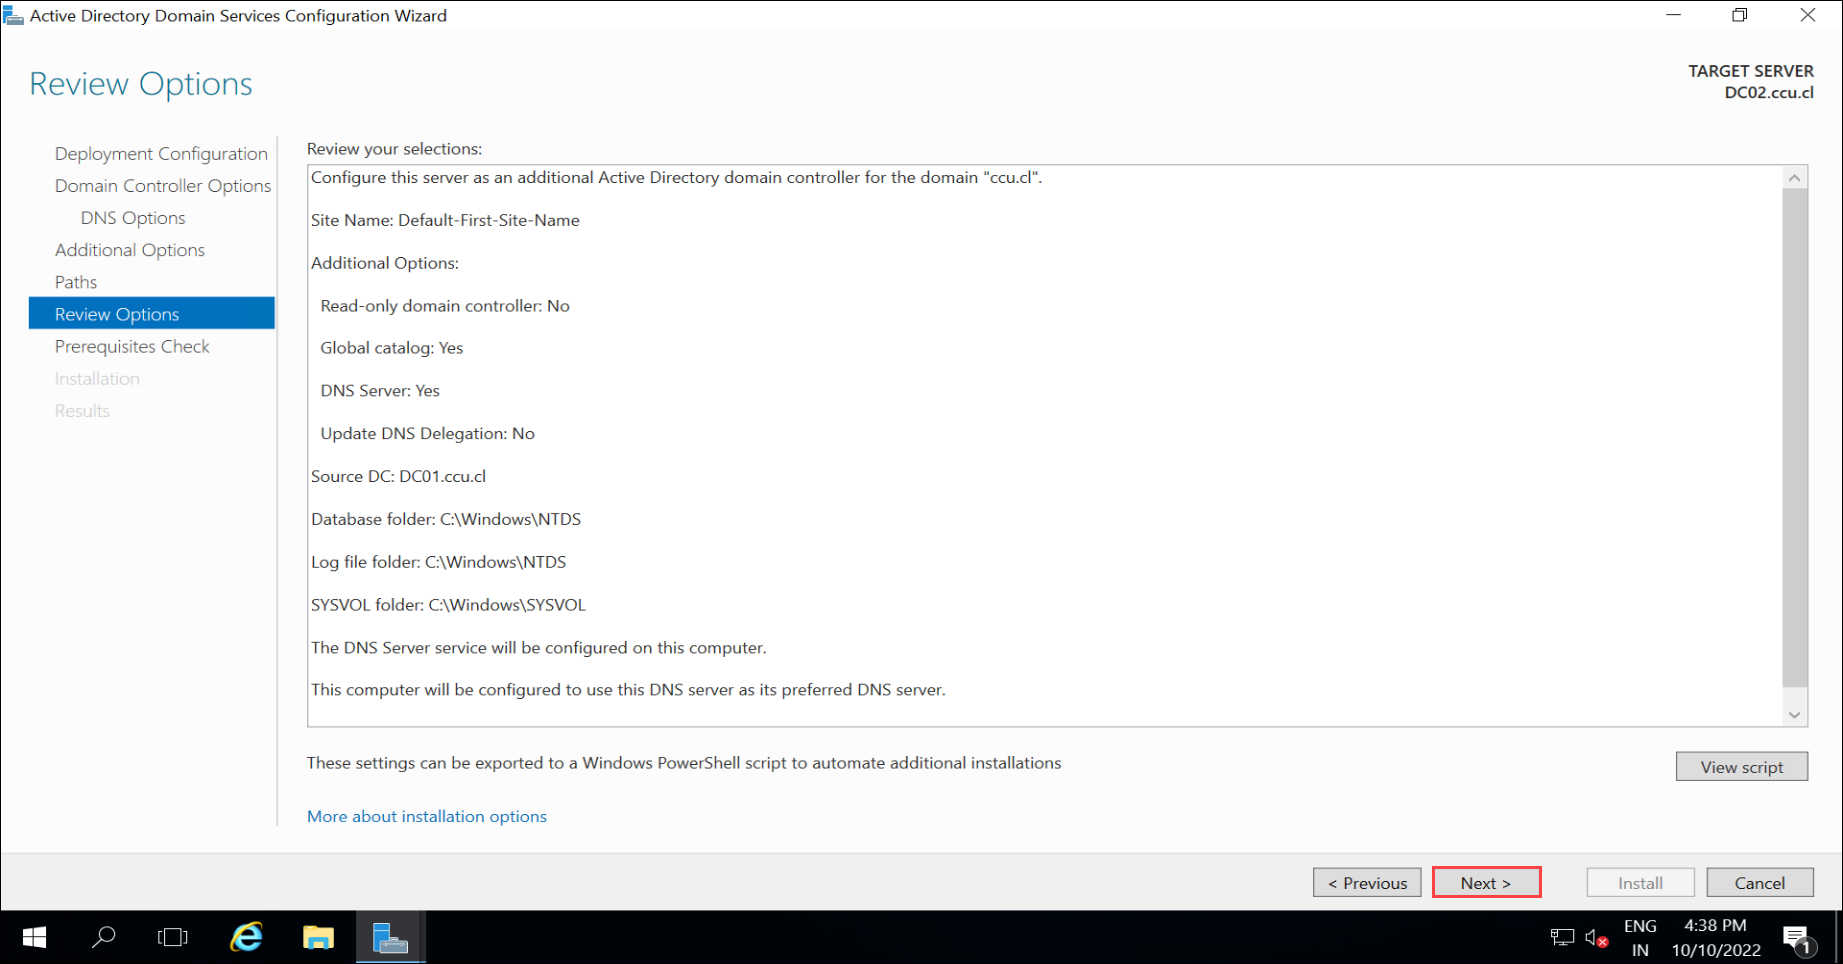 Active Directory Domain Services Configuration Wizard
Review Options
TARGET SERVER
DC02.ccu.cl
Deployment Configuration
Domain Controller Options
DNS Options
Additional Options
Paths
Review Options
Prerequisites Check
Installation
Results
Review your selections:
Configure this server as an additional Active Directory domain controller for the domain "ccu.cl".
Site Name: Default-First-Site-Name
Additional Options:
Read-only domain controller: No
Global catalog: Yes
DNS Server: Yes
Update DNS Delegation: No
Source DC: DC01.ccu.cl
Database folder: C:\Windows\NTDS
Log file folder: C:\Windows\NTDS
SYSVOL folder: C:\Windows\SYSVOL
The DNS Server service will be configured on this computer.
This computer will be configured to use this DNS server as its preferred DNS server.
These settings can be exported to a Windows PowerShell script to automate additional installations
View script
More about installation options
< Previous
Next >
Install
Cancel
ENG
IN
4:38 PM
10/10/2022
1